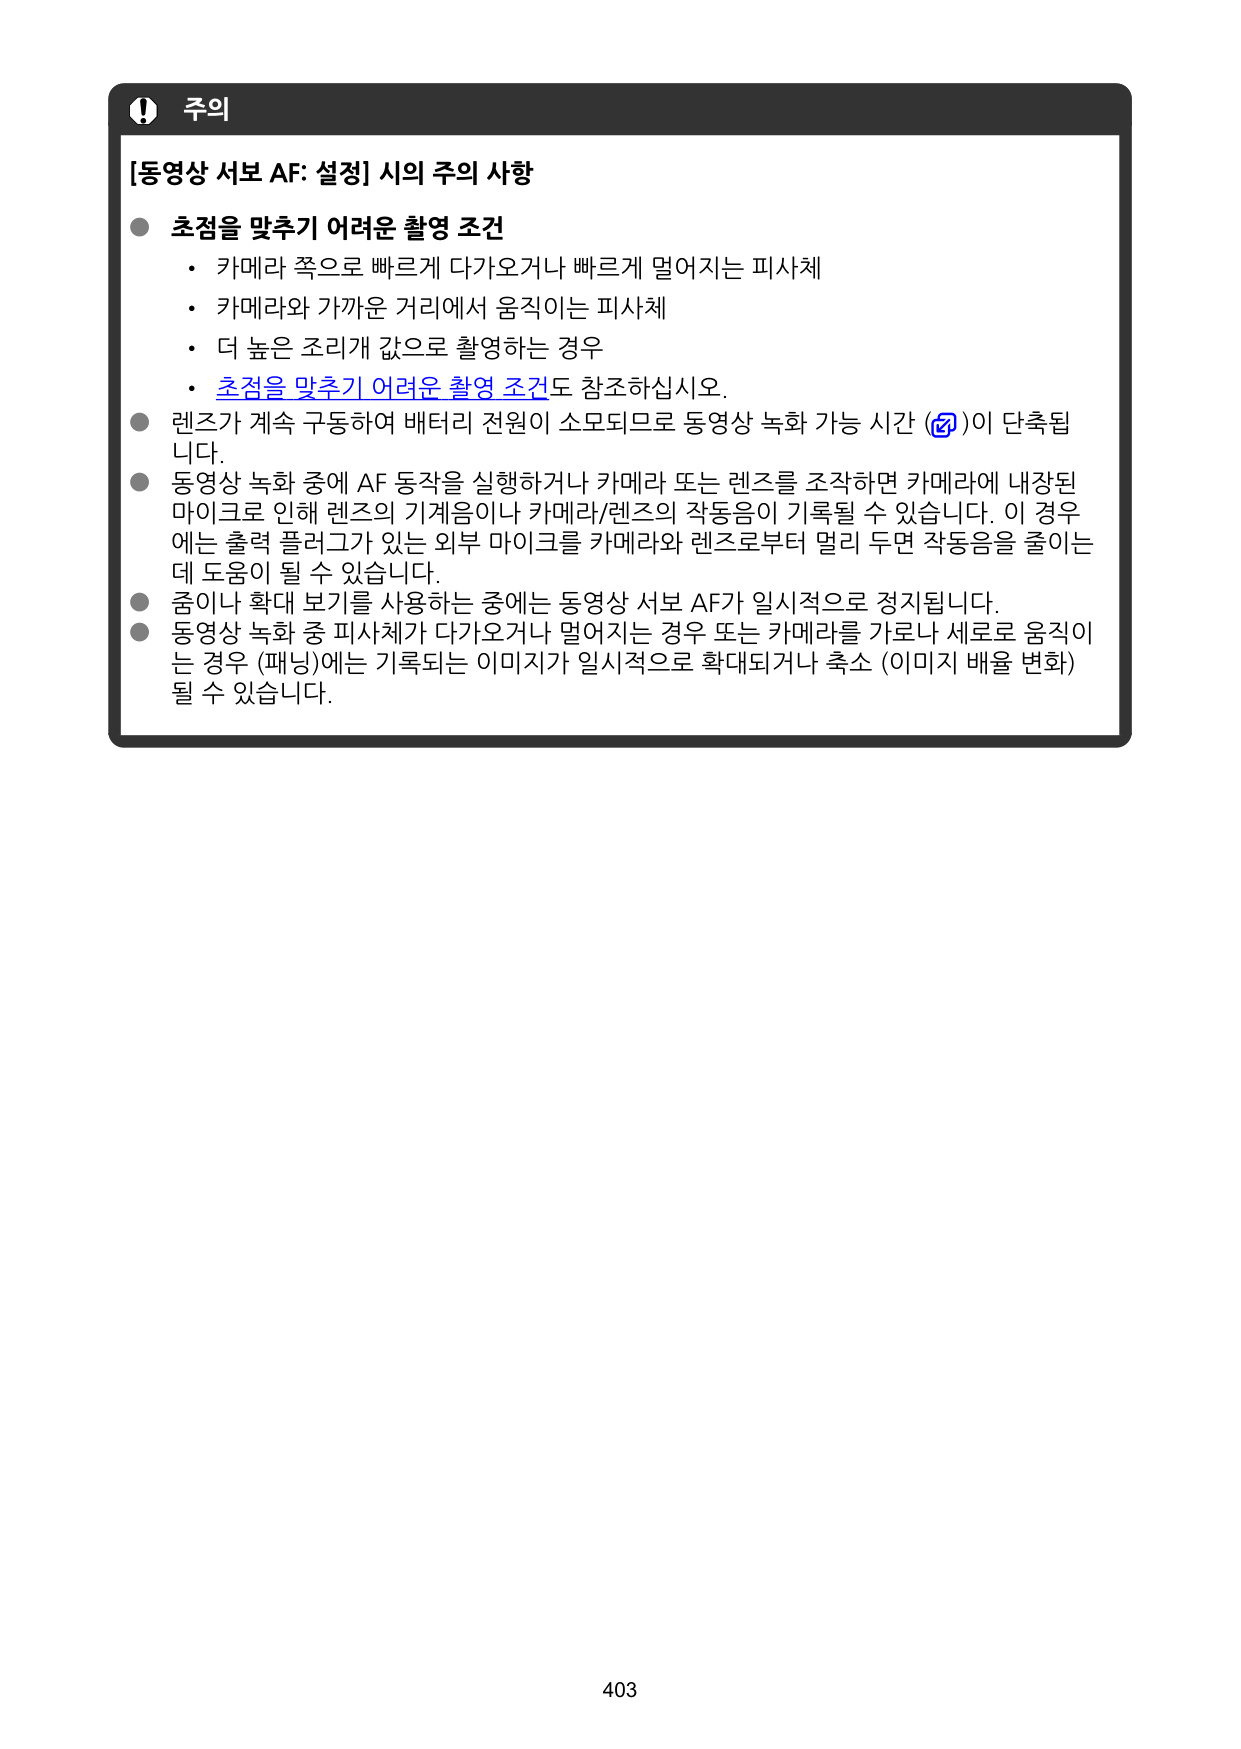 주의
[동영상 서보 AF: 설정] 시의 주의 사항
● 초점을 맞추기 어려운 촬영 조건
• 카메라 쪽으로 빠르게 다가오거나 빠르게 멀어지는 피사체
• 카메라와 가까운 거리에서 움직이는 피사체
• 더 높은 조리개 값으로 촬영하는 경우
• 초점을 맞추기 어려운 촬영 조건도 참조하십시오.
● 렌즈가 계속 구동하여 배터리 전원이 소모되므로 동영상 녹화 가능 시간 ( )이 단축됩
니다.
● 동영상 녹화 중에 AF 동작을 실행하거나 카메라 또는 렌즈를 조작하면 카메라에 내장된
마이크로 인해 렌즈의 기계음이나 카메라/렌즈의 작동음이 기록될 수 있습니다. 이 경우
에는 출력 플러그가 있는 외부 마이크를 카메라와 렌즈로부터 멀리 두면 작동음을 줄이는
데 도움이 될 수 있습니다.
● 줌이나 확대 보기를 사용하는 중에는 동영상 서보 AF가 일시적으로 정지됩니다.
● 동영상 녹화 중 피사체가 다가오거나 멀어지는 경우 또는 카메라를 가로나 세로로 움직이
는 경우 (패닝)에는 기록되는 이미지가 일시적으로 확대되거나 축소 (이미지 배율 변화)
될 수 있습니다.
403